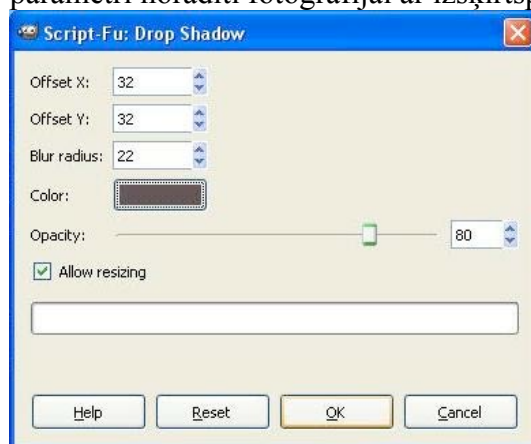 parametri norādīti fotogrāfijai ar
Script-Fu: Drop Shadow
Offset X: 32
Offset Y: 32
Blur radius: 22
Color:
Opacity: 80
Allow resizing
Help Reset OK Cancel